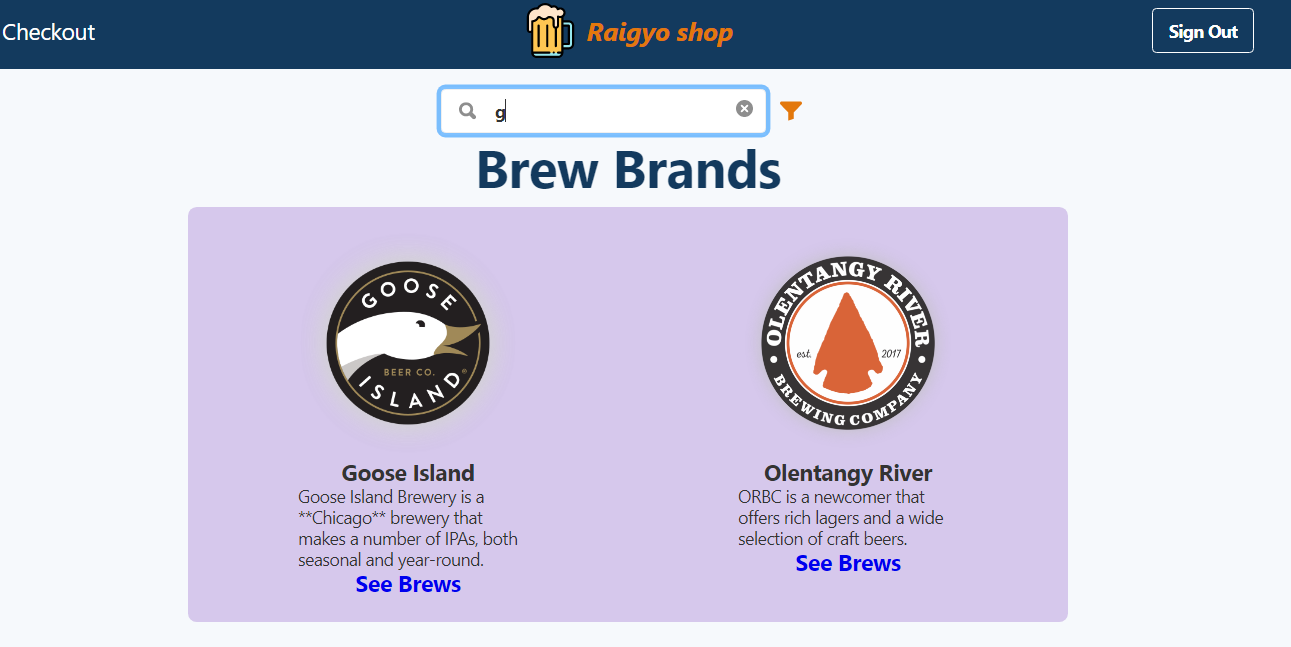 Checkout
Raigyo shop
Sign Out
g
Brew Brands
GOOSE
BEER CO.
ISLAND®
OLENTANGY RIVER
est. 2017
BREWING COMPANY
Goose Island
Goose Island Brewery is a
**Chicago** brewery that
makes a number of IPAs, both
seasonal and year-round.
See Brews
Olentangy River
ORBC is a newcomer that
offers rich lagers and a wide
selection of craft beers.
See Brews